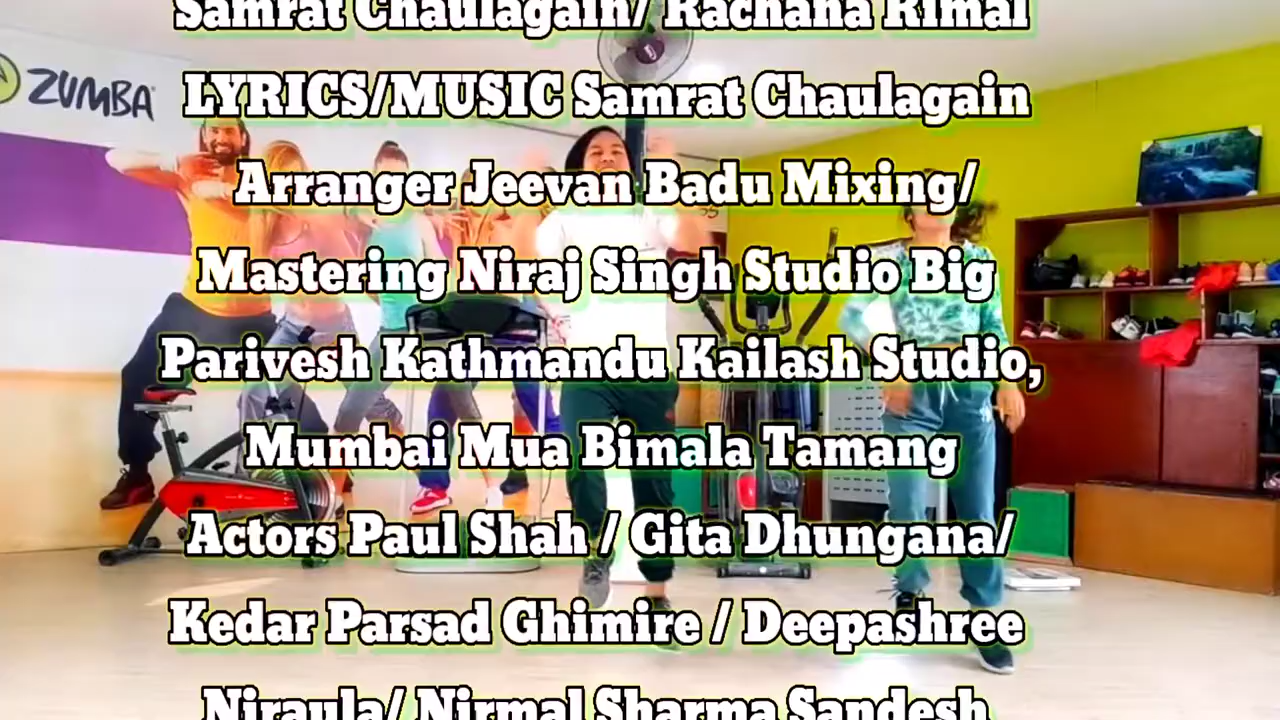 Samrat Chaulagain/ Rachana Rimal
ZUMBA
LYRICS/MUSIC Samrat Chaulagain
Arranger Jeevan Badu Mixing/
Mastering Niraj Singh Studio Big
Parivesh Kathmandu Kailash Studio,
Mumbai Mua Bimala Tamang
Actors Paul Shah / Gita Dhungana/
Kedar Parsad Ghimire / Deepashree
Niraula/ Nirmal Sharma Sandesh